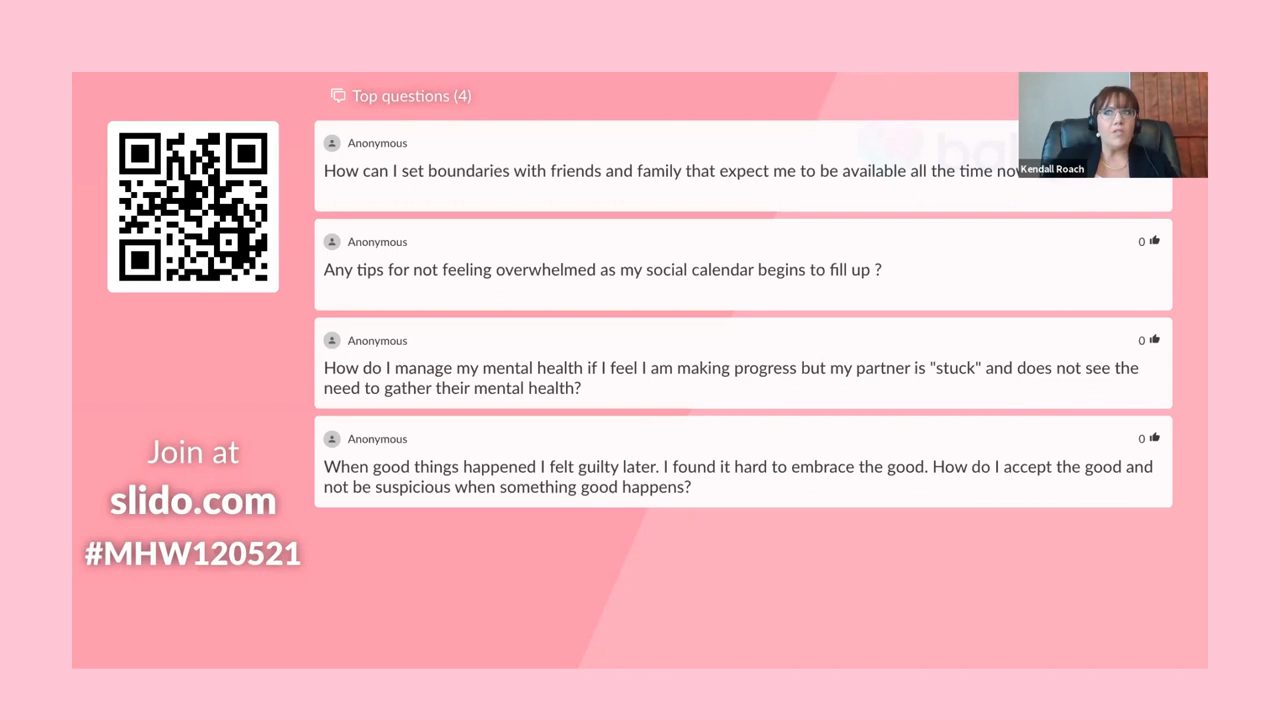 Top questions (4)
Anonymous
How can I set boundaries with friends and family that expect me to be available all the time
Kendall Roach
Anonymous
0
Any tips for not feeling overwhelmed as my social calendar begins to fill up ?
Anonymous
0
How do I manage my mental health if I feel I am making progress but my partner is "stuck" and does not see the
need to gather their mental health?
Anonymous
0
When good things happened I felt guilty later. I found it hard to embrace the good. How do I accept the good and
not be suspicious when something good happens?
Join at
slido.com
#MHW120521